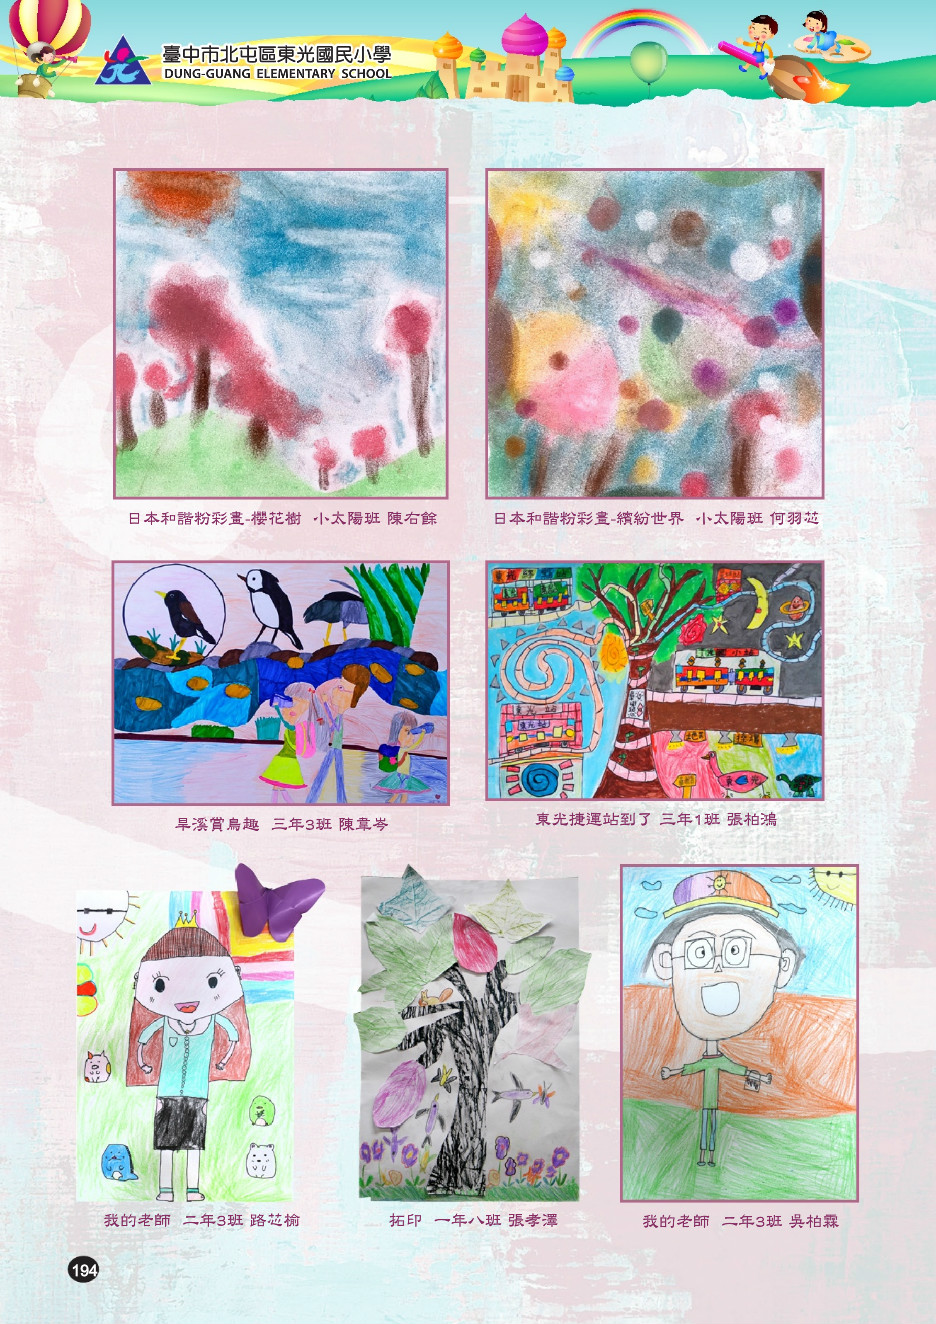 臺中市北屯區東光國民小學
DUNG-GUANG ELEMENTARY SCHOOL
日本和諧粉彩畫-櫻花樹 小太陽班 陳右餘
日本和諧粉彩畫-繽紛世界 小太陽班 何羽芯
旱溪賞鳥趣 三年3班 陳韋岑
東光捷運站到了 三年1班 張柏鴻
我的老師 二年3班 路芯榆
拓印 一年八班 張孝澤
我的老師 二年3班 吳柏霖
194